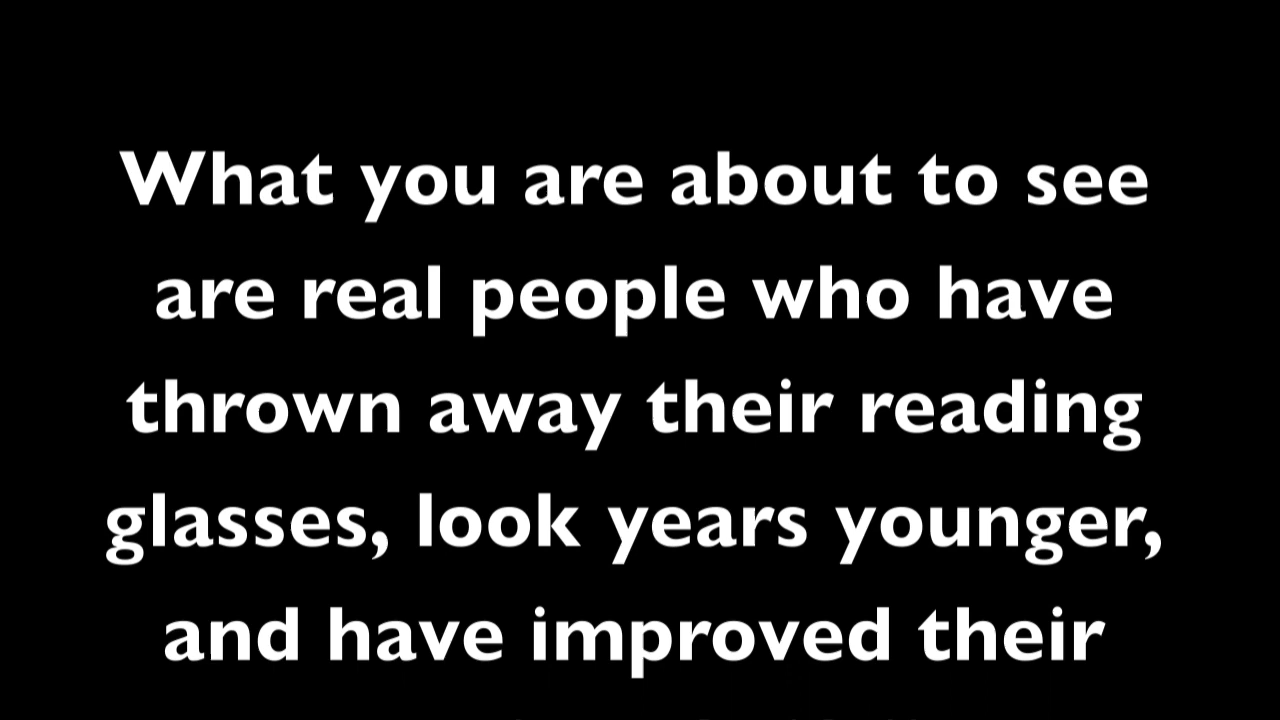 What you are about to see
are real people who have
thrown away their reading
glasses, look years younger,
and have improved their